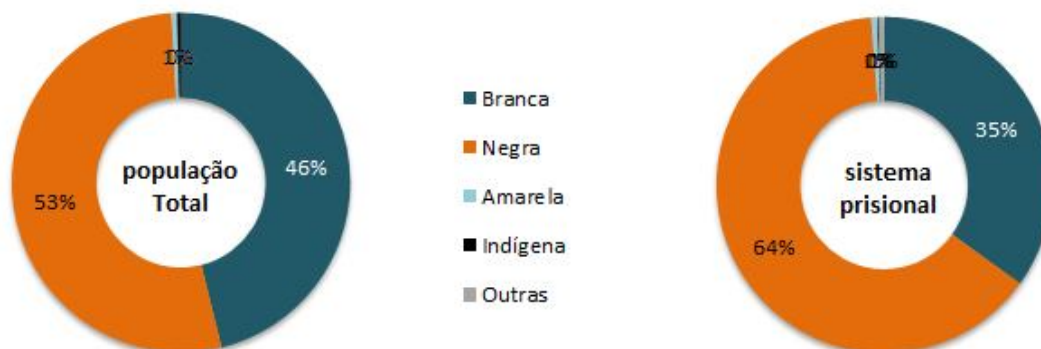 46%
53%
população
Total
Branca
Negra
Amarela
Indígena
Outras
35%
64%
sistema
prisional